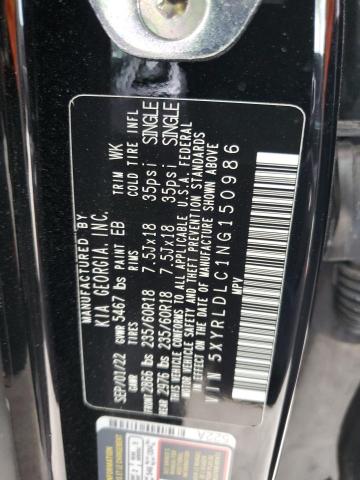 MANUFACTURED BY
KIA GEORGIA, INC.
SEP/01/22 GVWR 5467 lbs PAINT EB TRIM WK
GAWR TIRES RIMS COLD TIRE INFL
FRONT 2866 lbs 235/60R18 7.5Jx18 35psi SINGLE
REAR 2976 lbs 235/60R18 7.5Jx18 35psi SINGLE
THIS VEHICLE CONFORMS TO ALL APPLICABLE U.S.A. FEDERAL
MOTOR VEHICLE SAFETY AND THEFT PREVENTION STANDARDS
IN EFFECT ON THE DATE OF MANUFACTURE SHOWN ABOVE
VIN 5XYRLDLC1NG150986
MPV